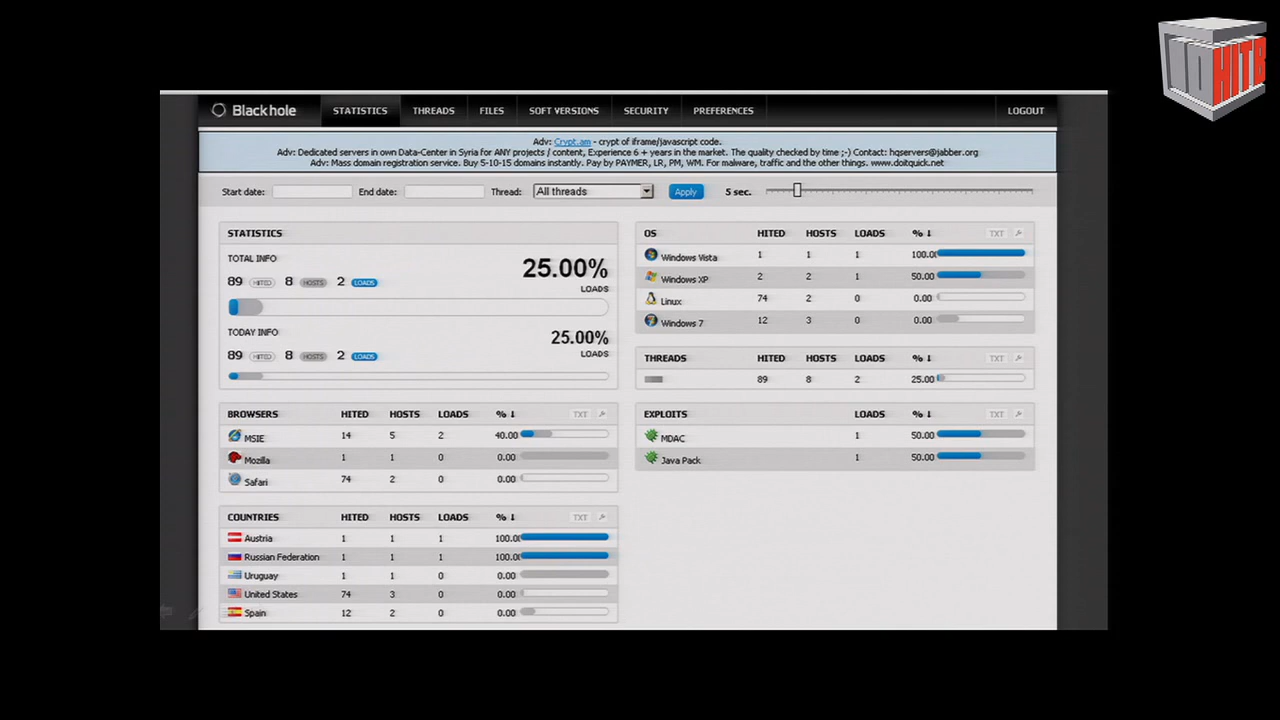 HITB
Blackhole STATISTICS THREADS FILES SOFT VERSIONS SECURITY PREFERENCES LOGOUT
Adv: Crypt.am - crypt of iframe/javascript code.
Adv: Dedicated servers in own Data-Center in Syria for ANY projects / content, Experience 6 + years in the market. The quality checked by time ;-) Contact: hqservers@jabber.org
Adv: Mass domain registration service. Buy 5-10-15 domains instantly. Pay by PAYMER, LR, PM, WM. For malware, traffic and the other things. www.doitquick.net
Start date: End date: Thread: All threads Apply 5 sec.
STATISTICS
TOTAL INFO
89 HITED 8 HOSTS 2 LOADS
25.00%
LOADS
TODAY INFO
89 HITED 8 HOSTS 2 LOADS
25.00%
LOADS
BROWSERS HITED HOSTS LOADS % ↓ TXT
MSIE 14 5 2 40.00
Mozilla 1 1 0 0.00
Safari 74 2 0 0.00
COUNTRIES HITED HOSTS LOADS % ↓ TXT
Austria 1 1 1 100.00
Russian Federation 1 1 1 100.00
Uruguay 1 1 0 0.00
United States 74 3 0 0.00
Spain 12 2 0 0.00
OS HITED HOSTS LOADS % ↓ TXT
Windows Vista 1 1 1 100.00
Windows XP 2 2 1 50.00
Linux 74 2 0 0.00
Windows 7 12 3 0 0.00
THREADS HITED HOSTS LOADS % ↓ TXT
89 8 2 25.00
EXPLOITS LOADS % ↓ TXT
MDAC 1 50.00
Java Pack 1 50.00